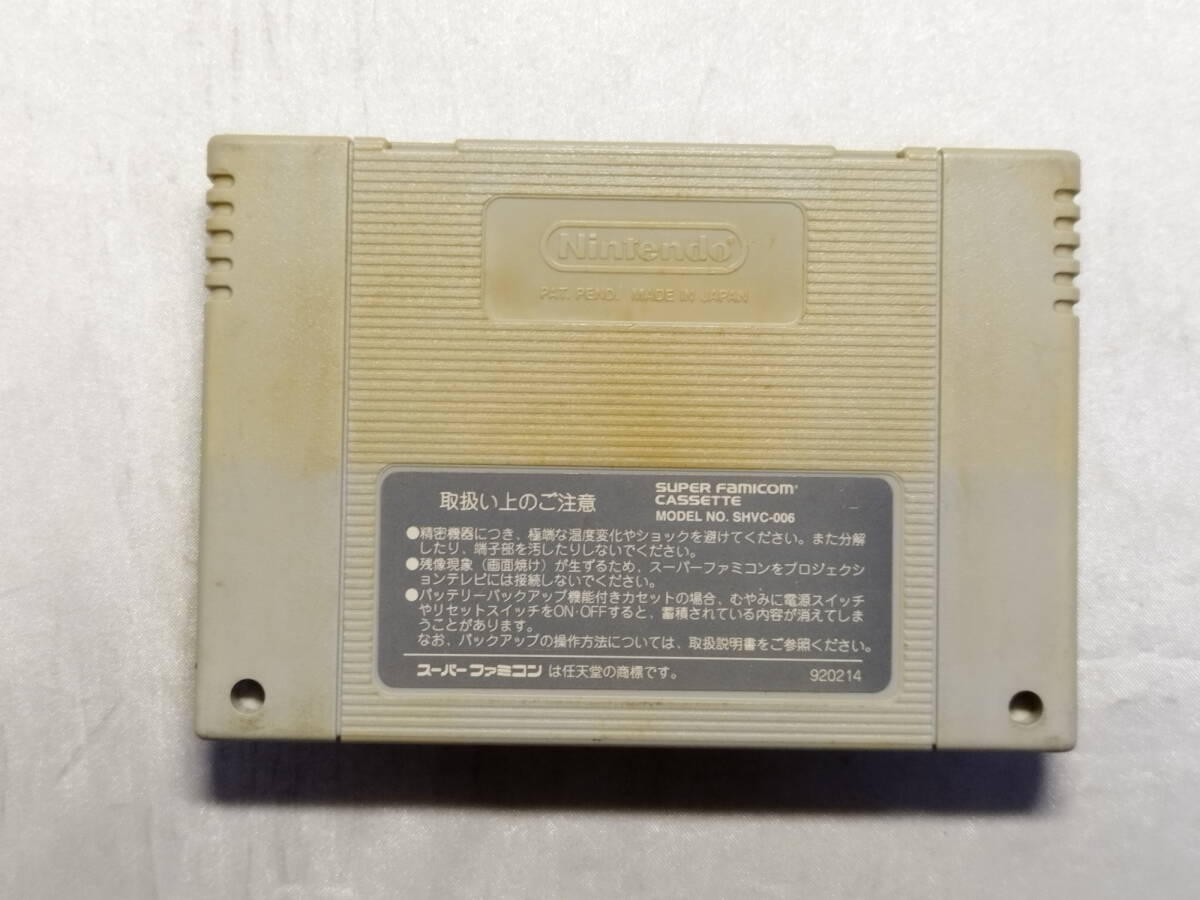 Nintendo
PAT. PEND. MADE IN JAPAN
取扱い上のご注意
SUPER FAMICOM
CASSETTE
MODEL NO. SHVC-006
●精密機器につき、極端な温度変化やショックを避けてください。また分解
したり、端子部を汚したりしないでください。
●残像現象（画面焼け）が生ずるため、スーパーファミコンをプロジェクシ
ョンテレビには接続しないでください。
●バッテリーバックアップ機能付きカセットの場合、むやみに電源スイッチ
やリセットスイッチをON･OFFすると、蓄積されている内容が消えてしま
うことがあります。
なお、バックアップの操作方法については、取扱説明書をご参照ください。
スーパーファミコン は任天堂の商標です。
920214